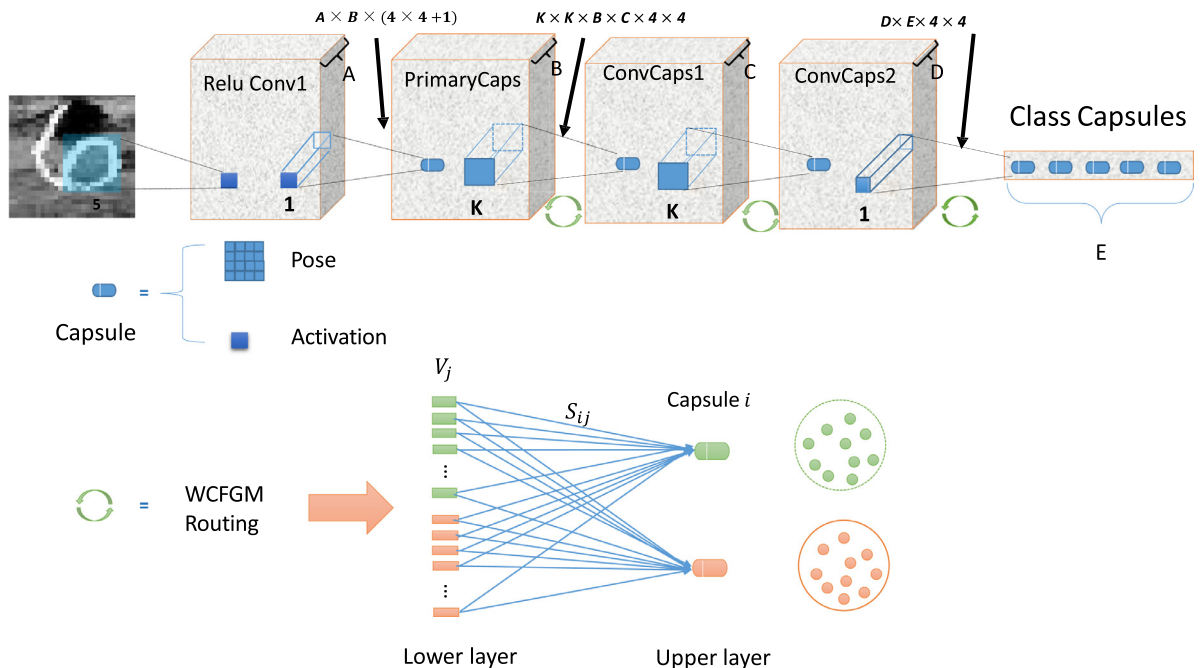 A × B × (4 × 4 +1)
K × K × B × C × 4 × 4
D × E × 4 × 4
Relu Conv1
A
PrimaryCaps
B
ConvCaps1
C
ConvCaps2
D
Class Capsules
5
1
K
K
1
E
Capsule
=
Pose
Activation
V_j
S_ij
Capsule i
...
=
WCFGM
Routing
...
Lower layer
Upper layer